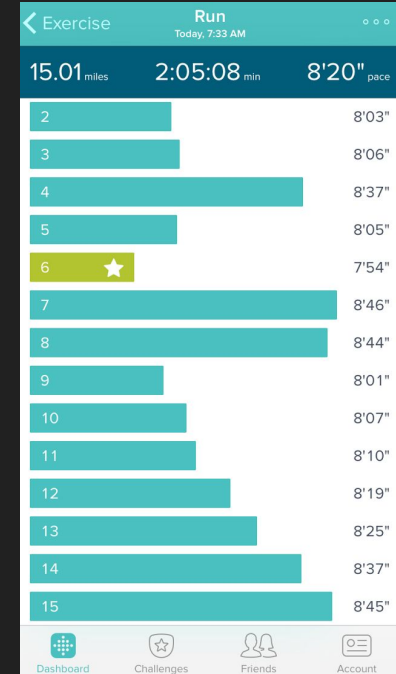 Exercise
Run
Today, 7:33 AM
15.01 miles 2:05:08 min 8'20" pace
2 8'03"
3 8'06"
4 8'37"
5 8'05"
6 7'54"
7 8'46"
8 8'44"
9 8'01"
10 8'07"
11 8'10"
12 8'19"
13 8'25"
14 8'37"
15 8'45"
Dashboard Challenges Friends Account